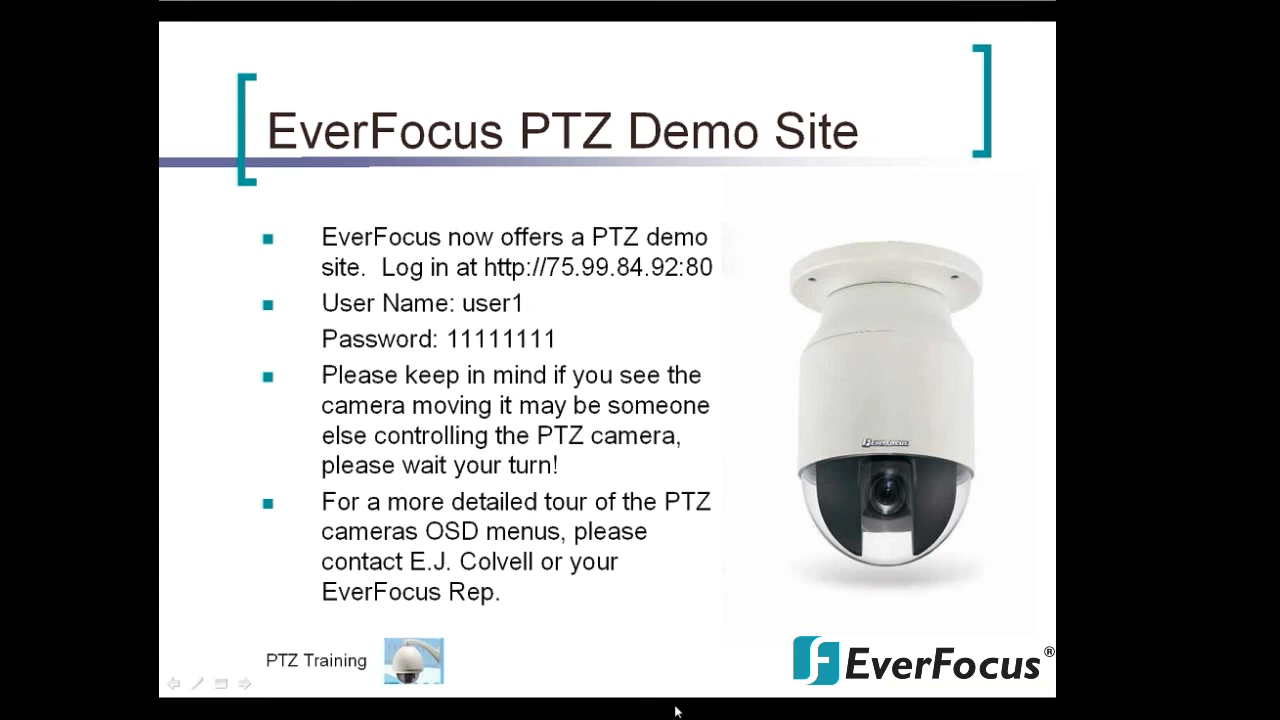 EverFocus PTZ Demo Site
EverFocus now offers a PTZ demo
site. Log in at http://75.99.84.92:80
User Name: user1
Password: 11111111
Please keep in mind if you see the
camera moving it may be someone
else controlling the PTZ camera,
please wait your turn!
For a more detailed tour of the PTZ
cameras OSD menus, please
contact E.J. Colvell or your
EverFocus Rep.
EverFocus
PTZ Training
EverFocus®